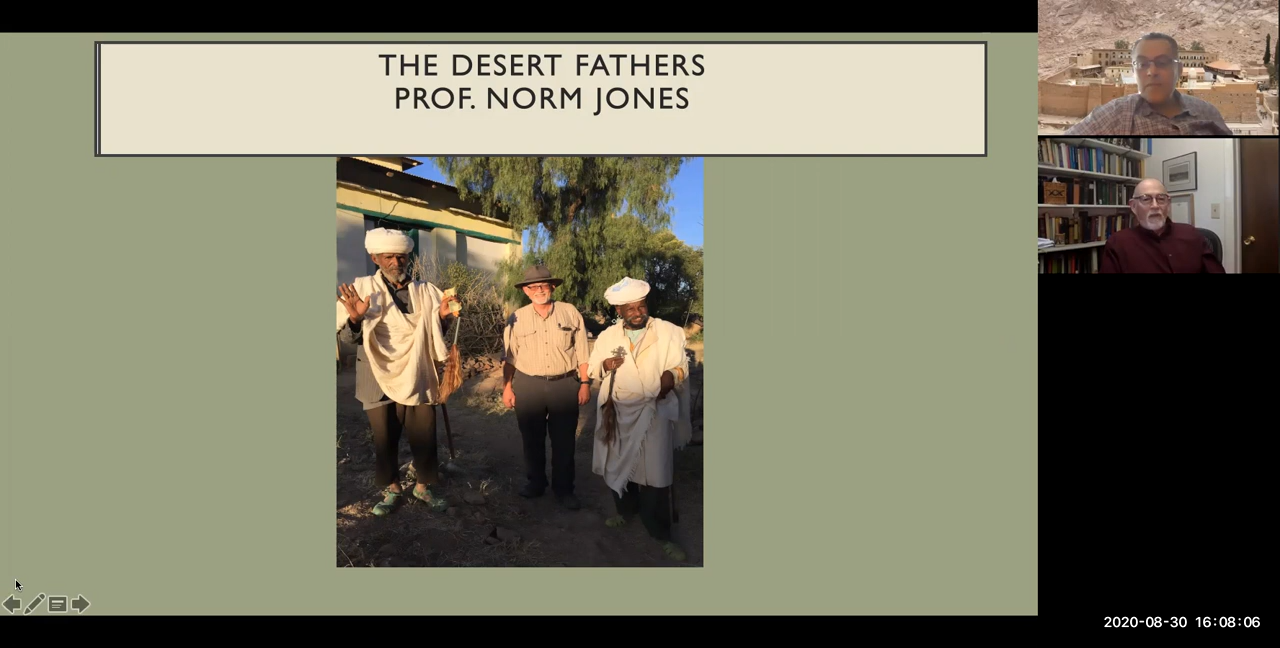 THE DESERT FATHERS
PROF. NORM JONES
2020-08-30 16:08:06